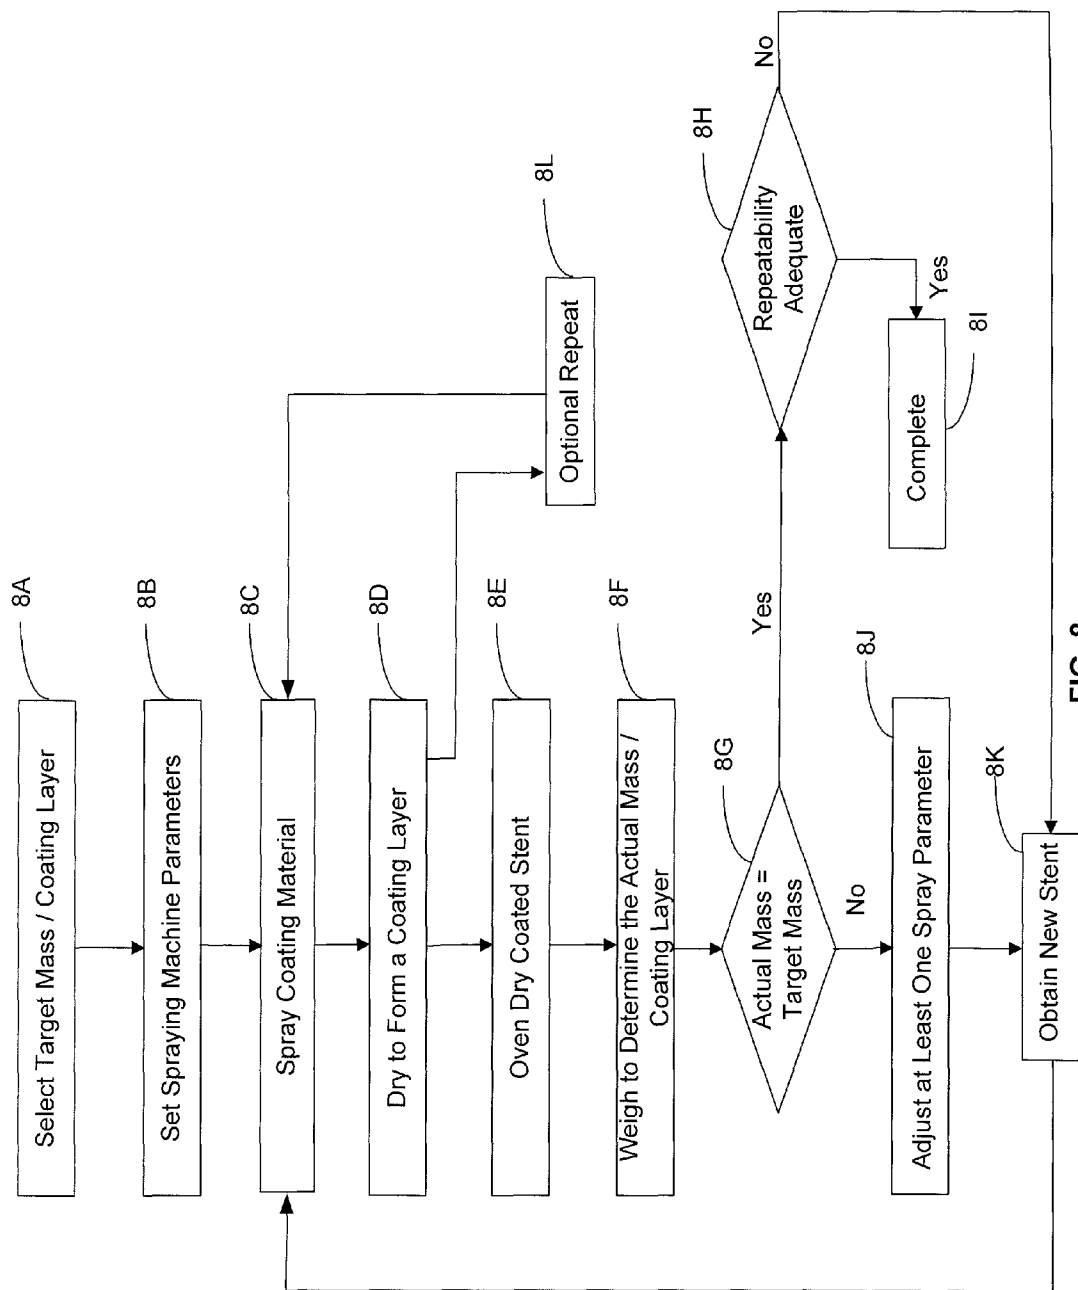 8A
Select Target Mass / Coating Layer
8B
Set Spraying Machine Parameters
8C
Spray Coating Material
8D
Dry to Form a Coating Layer
8L
Optional Repeat
8E
Oven Dry Coated Stent
8F
Weigh to Determine the Actual Mass /
Coating Layer
8G
Actual Mass =
Target Mass
Yes
No
8H
Repeatability
Adequate
No
Yes
8I
Complete
8J
Adjust at Least One Spray Parameter
8K
Obtain New Stent
FIG. 8